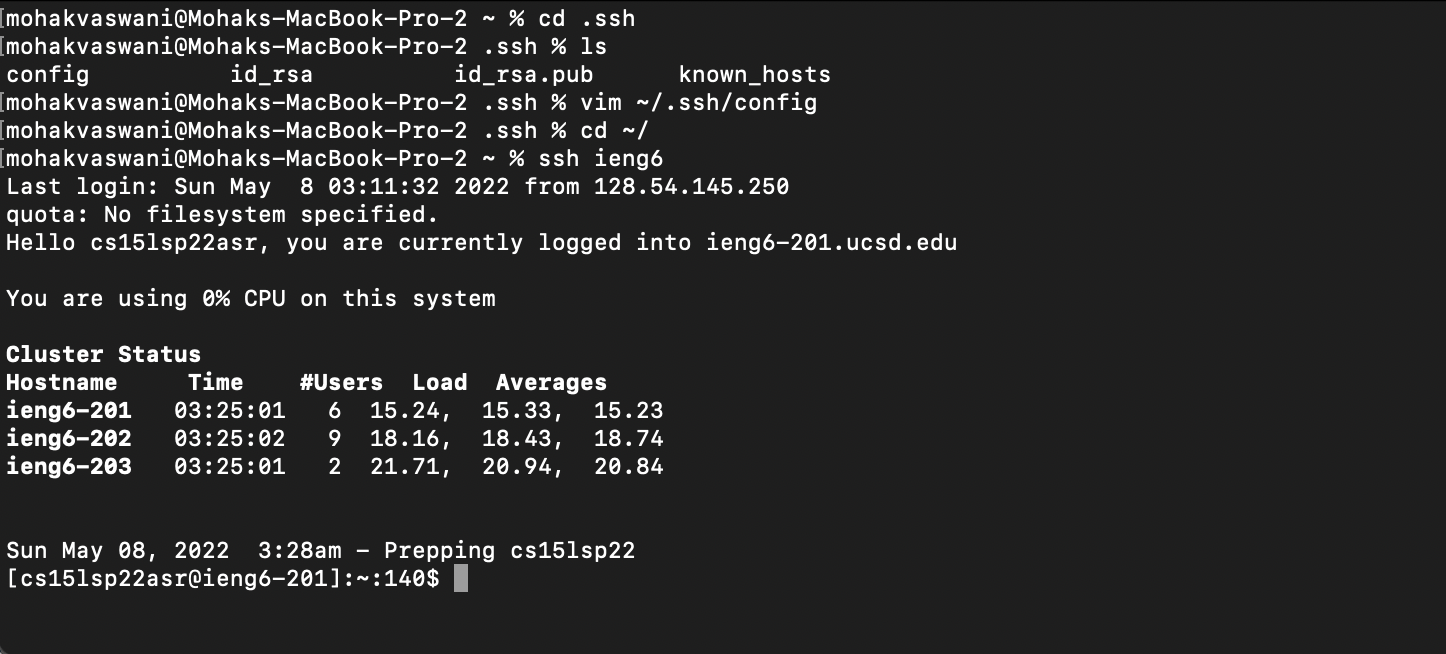 [mohakvaswani@Mohaks-MacBook-Pro-2 ~ % cd .ssh
[mohakvaswani@Mohaks-MacBook-Pro-2 .ssh % ls
config          id_rsa          id_rsa.pub      known_hosts
[mohakvaswani@Mohaks-MacBook-Pro-2 .ssh % vim ~/.ssh/config
[mohakvaswani@Mohaks-MacBook-Pro-2 .ssh % cd ~/
[mohakvaswani@Mohaks-MacBook-Pro-2 ~ % ssh ieng6
Last login: Sun May  8 03:11:32 2022 from 128.54.145.250
quota: No filesystem specified.
Hello cs15lsp22asr, you are currently logged into ieng6-201.ucsd.edu
You are using 0% CPU on this system
Cluster Status
Hostname     Time    #Users  Load  Averages
ieng6-201   03:25:01   6  15.24,  15.33,  15.23
ieng6-202   03:25:02   9  18.16,  18.43,  18.74
ieng6-203   03:25:01   2  21.71,  20.94,  20.84
Sun May 08, 2022  3:28am - Prepping cs15lsp22
[cs15lsp22asr@ieng6-201]:~:140$